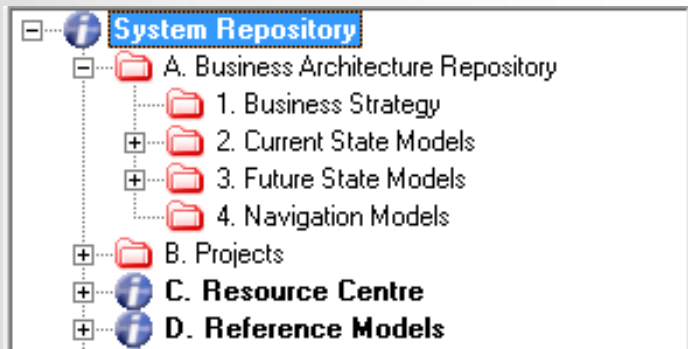 System Repository
A. Business Architecture Repository
1. Business Strategy
2. Current State Models
3. Future State Models
4. Navigation Models
B. Projects
C. Resource Centre
D. Reference Models